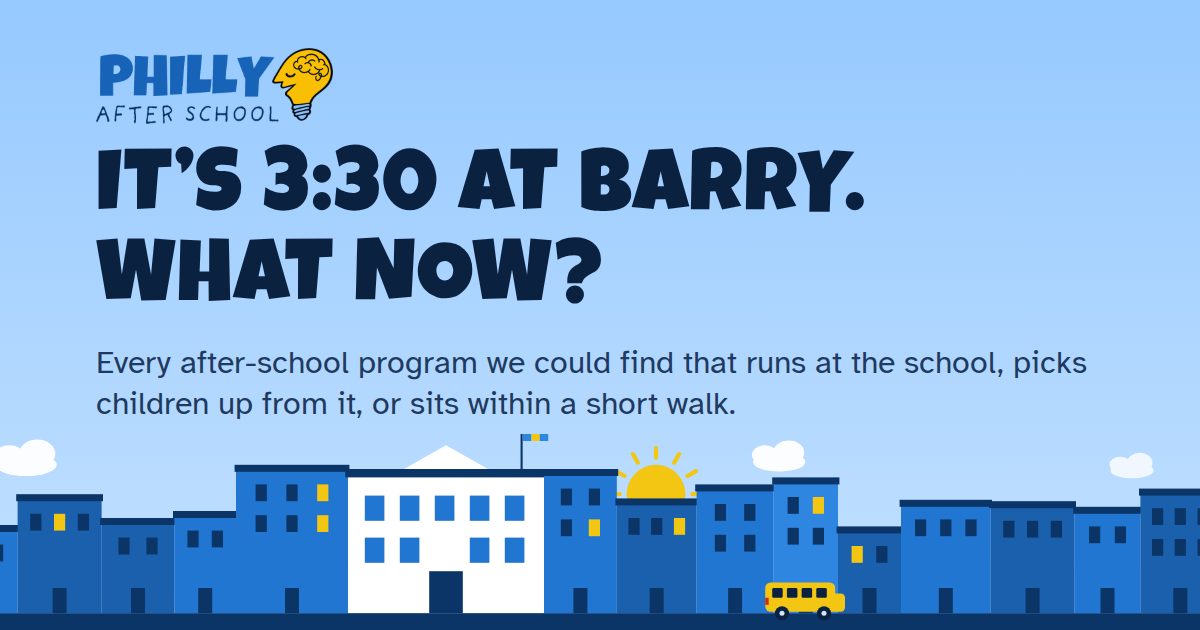 PHILLY
AFTER SCHOOL
IT'S 3:30 AT BARRY.
WHAT NOW?
Every after-school program we could find that runs at the school, picks
children up from it, or sits within a short walk.